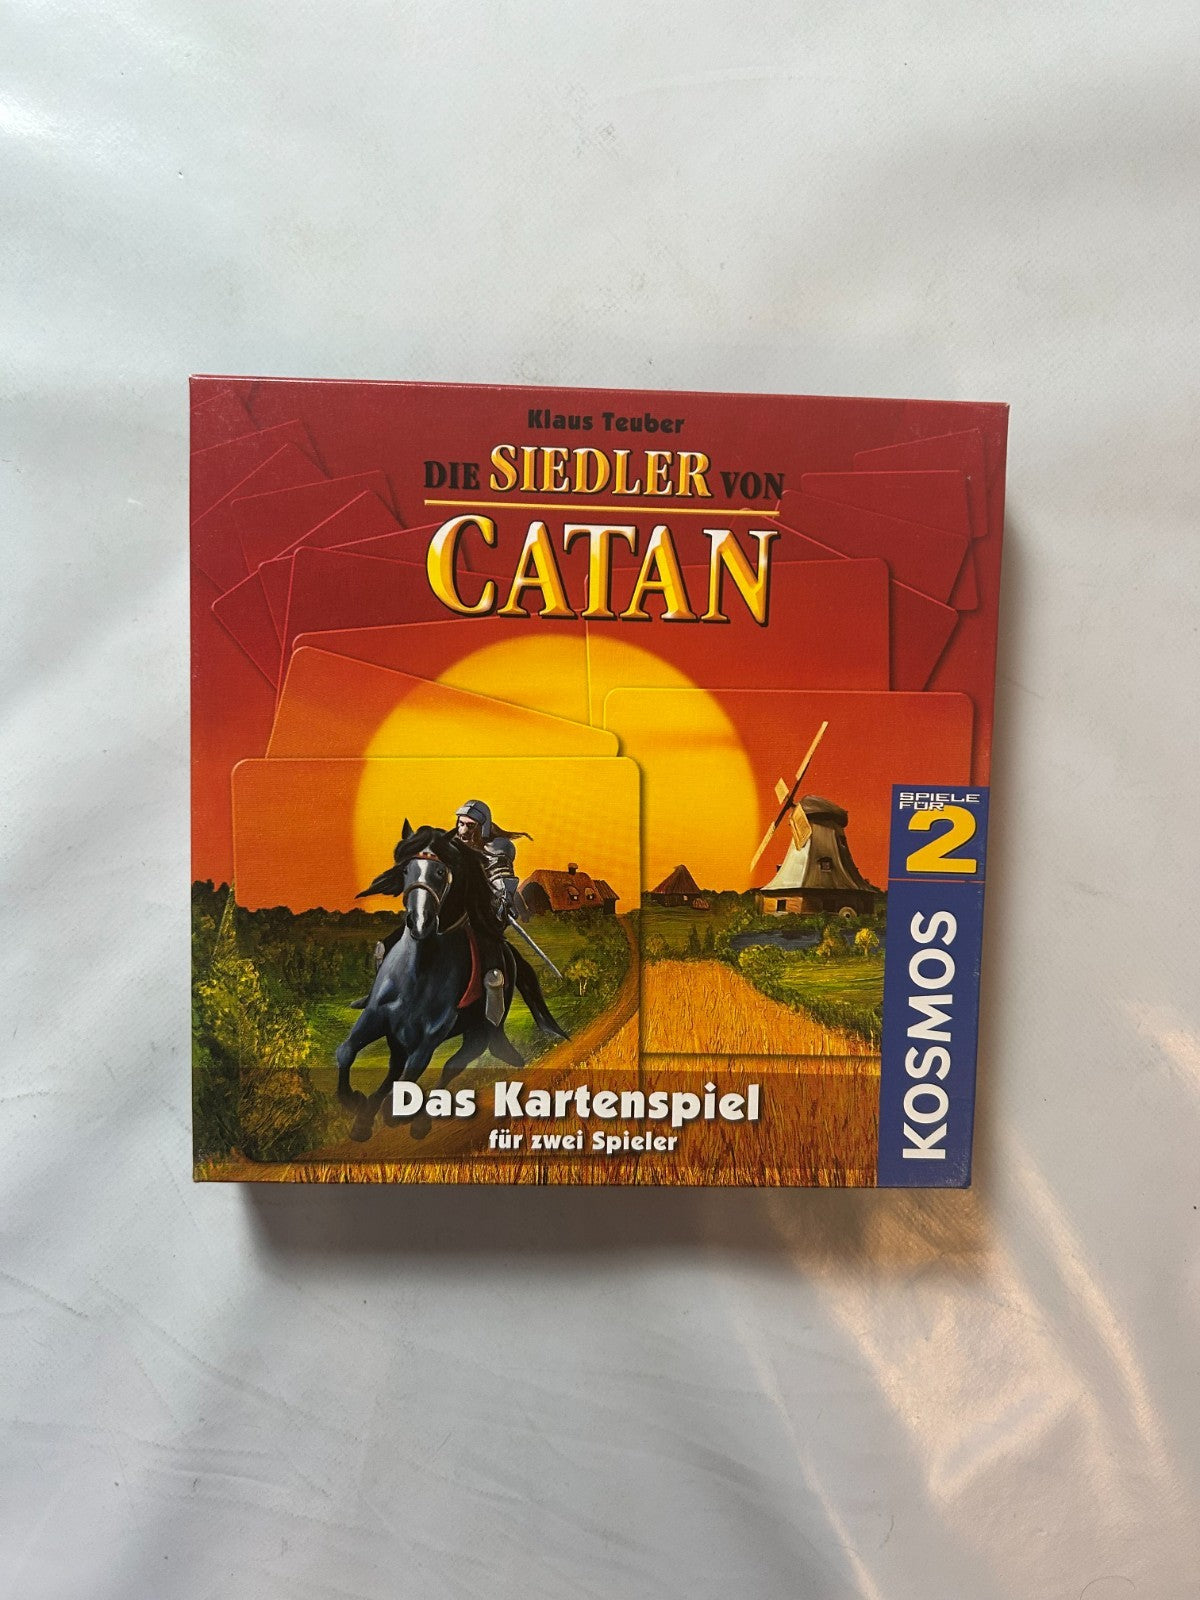 Klaus Teuber
DIE SIEDLER VON
CATAN
SPIELE
FÜR
2
KOSMOS
Das Kartenspiel
für zwei Spieler